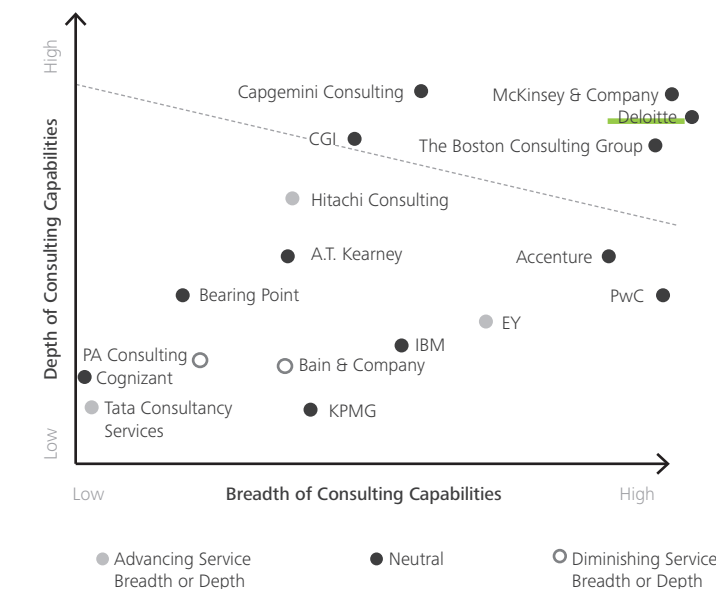 High
Capgemini Consulting
McKinsey & Company
Deloitte
CGI
The Boston Consulting Group
Hitachi Consulting
A.T. Kearney
Accenture
Bearing Point
PwC
EY
IBM
PA Consulting
Bain & Company
Cognizant
Tata Consultancy
Services
KPMG
Depth of Consulting Capabilities
Low
Low
Breadth of Consulting Capabilities
High
Advancing Service
Breadth or Depth
Neutral
Diminishing Service
Breadth or Depth